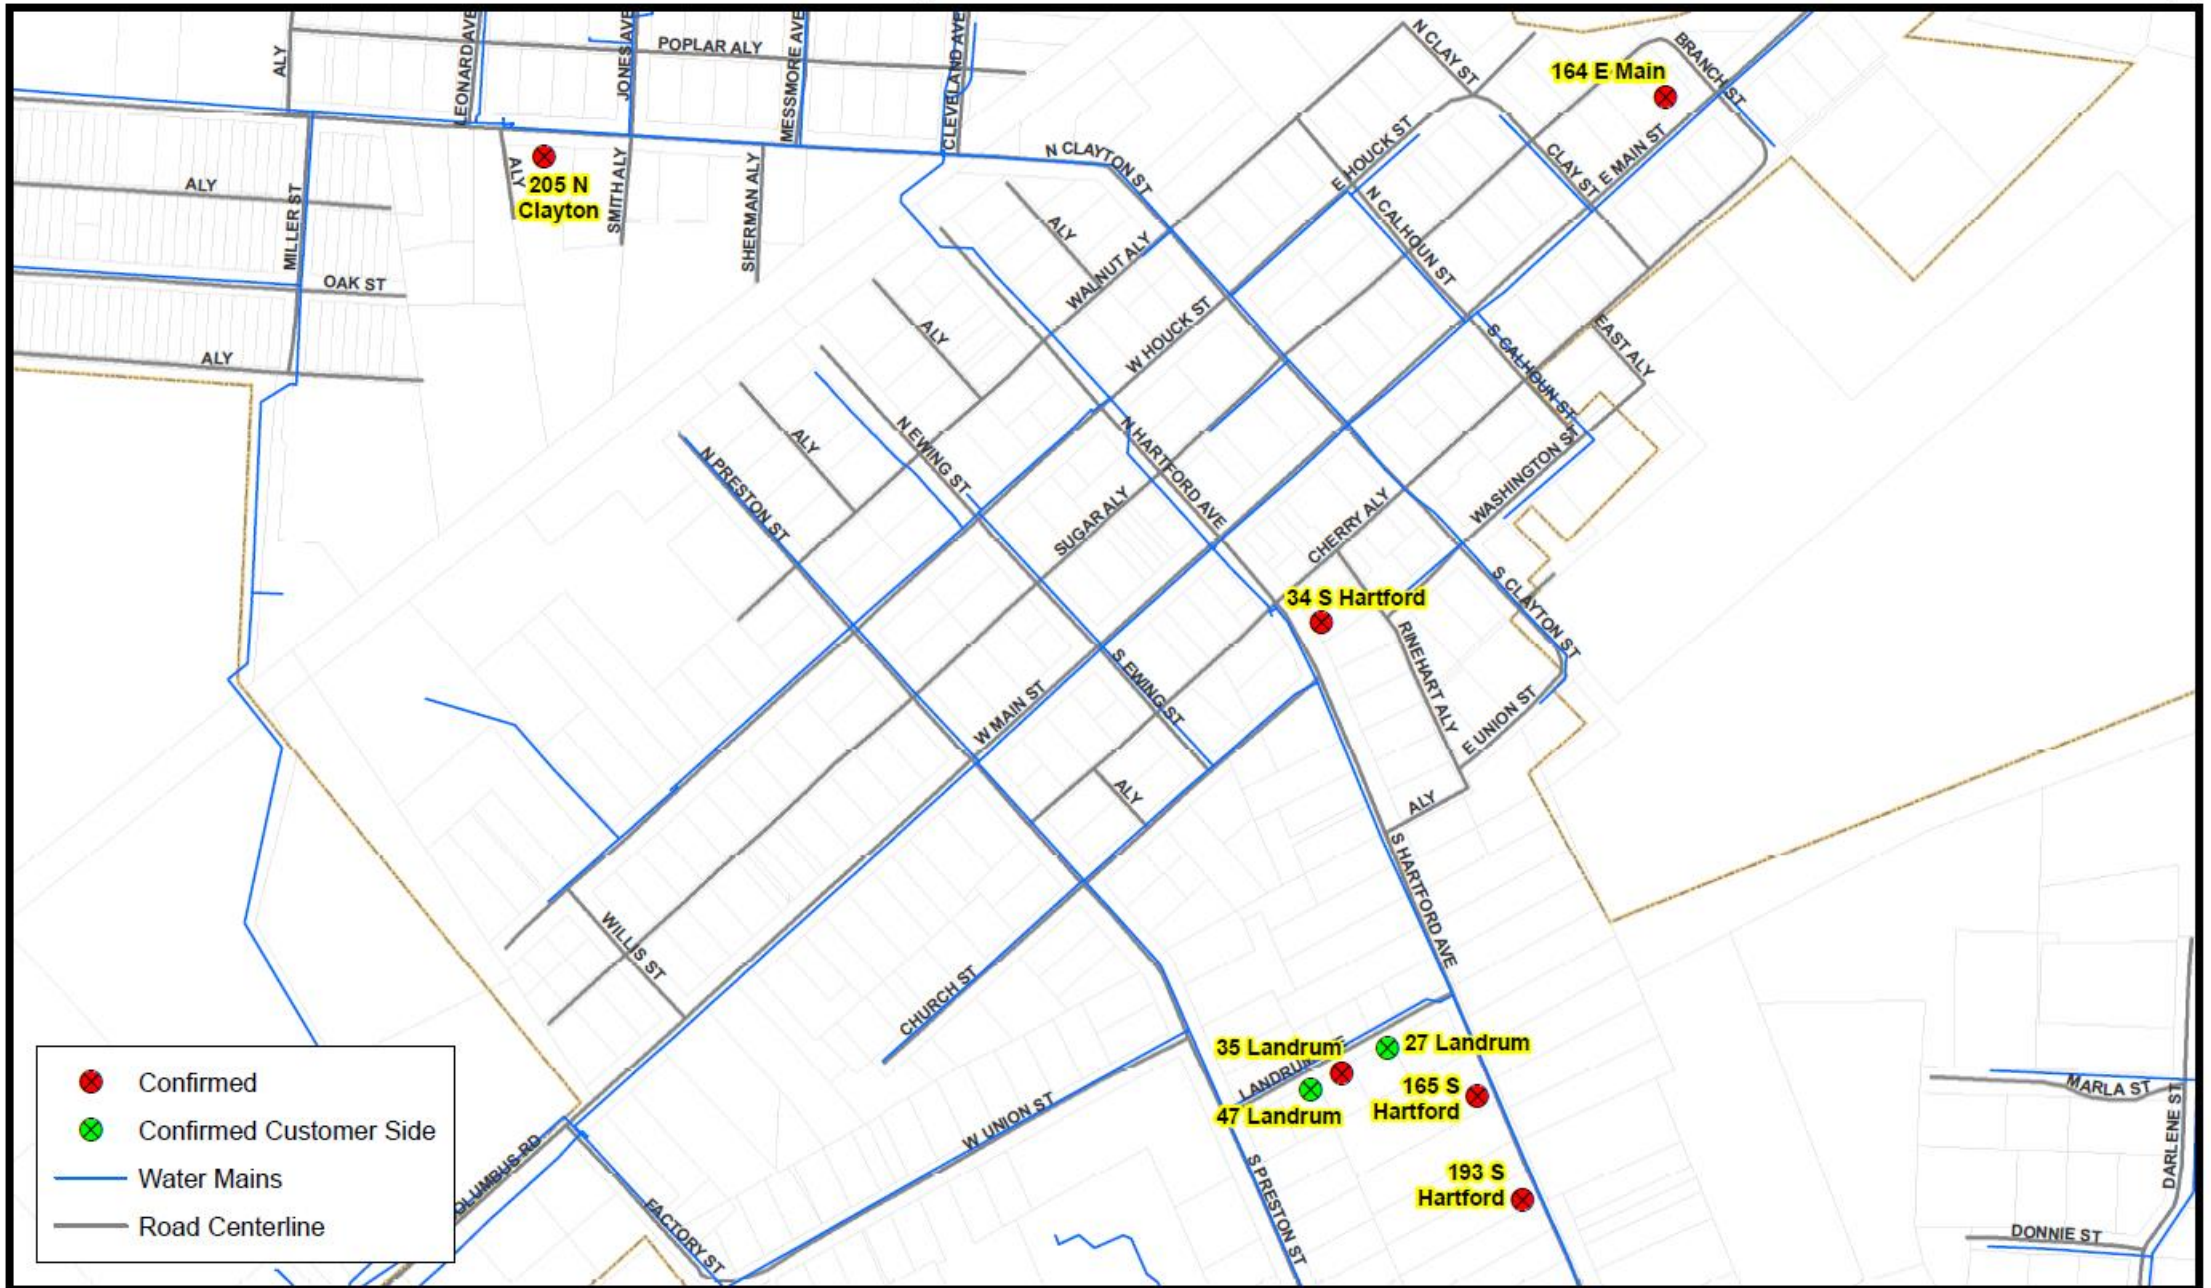 ALY
LEONARD AVE
JONES AVE
POPLAR ALY
MESSMORE AVE
CLEVELAND AVE
N CLAY ST
BRANCH ST
164 E Main
N CLAYTON ST
E HOUCK ST
CLAY ST
E MAIN ST
ALY
205 N
Clayton
SMITH ALY
SHERMAN ALY
ALY
MILLER ST
OAK ST
ALY
ALY
WALNUT ALY
N CALHOUN ST
W HOUCK ST
ALY
S CALHOUN ST
EAST ALY
ALY
N EWING ST
N HARTFORD AVE
N PRESTON ST
SUGAR ALY
CHERRY ALY
WASHINGTON ST
34 S Hartford
S CLAYTON ST
RINEHART ALY
S EWING ST
W MAIN ST
E UNION ST
ALY
ALY
S HARTFORD AVE
WILLIS ST
CHURCH ST
35 Landrum
27 Landrum
LANDRUM
47 Landrum
165 S
Hartford
W UNION ST
193 S
Hartford
S PRESTON ST
MARLA ST
DARLENE ST
DONNIE ST
OLUMBUS RD
FACTORY ST
Confirmed
Confirmed Customer Side
Water Mains
Road Centerline